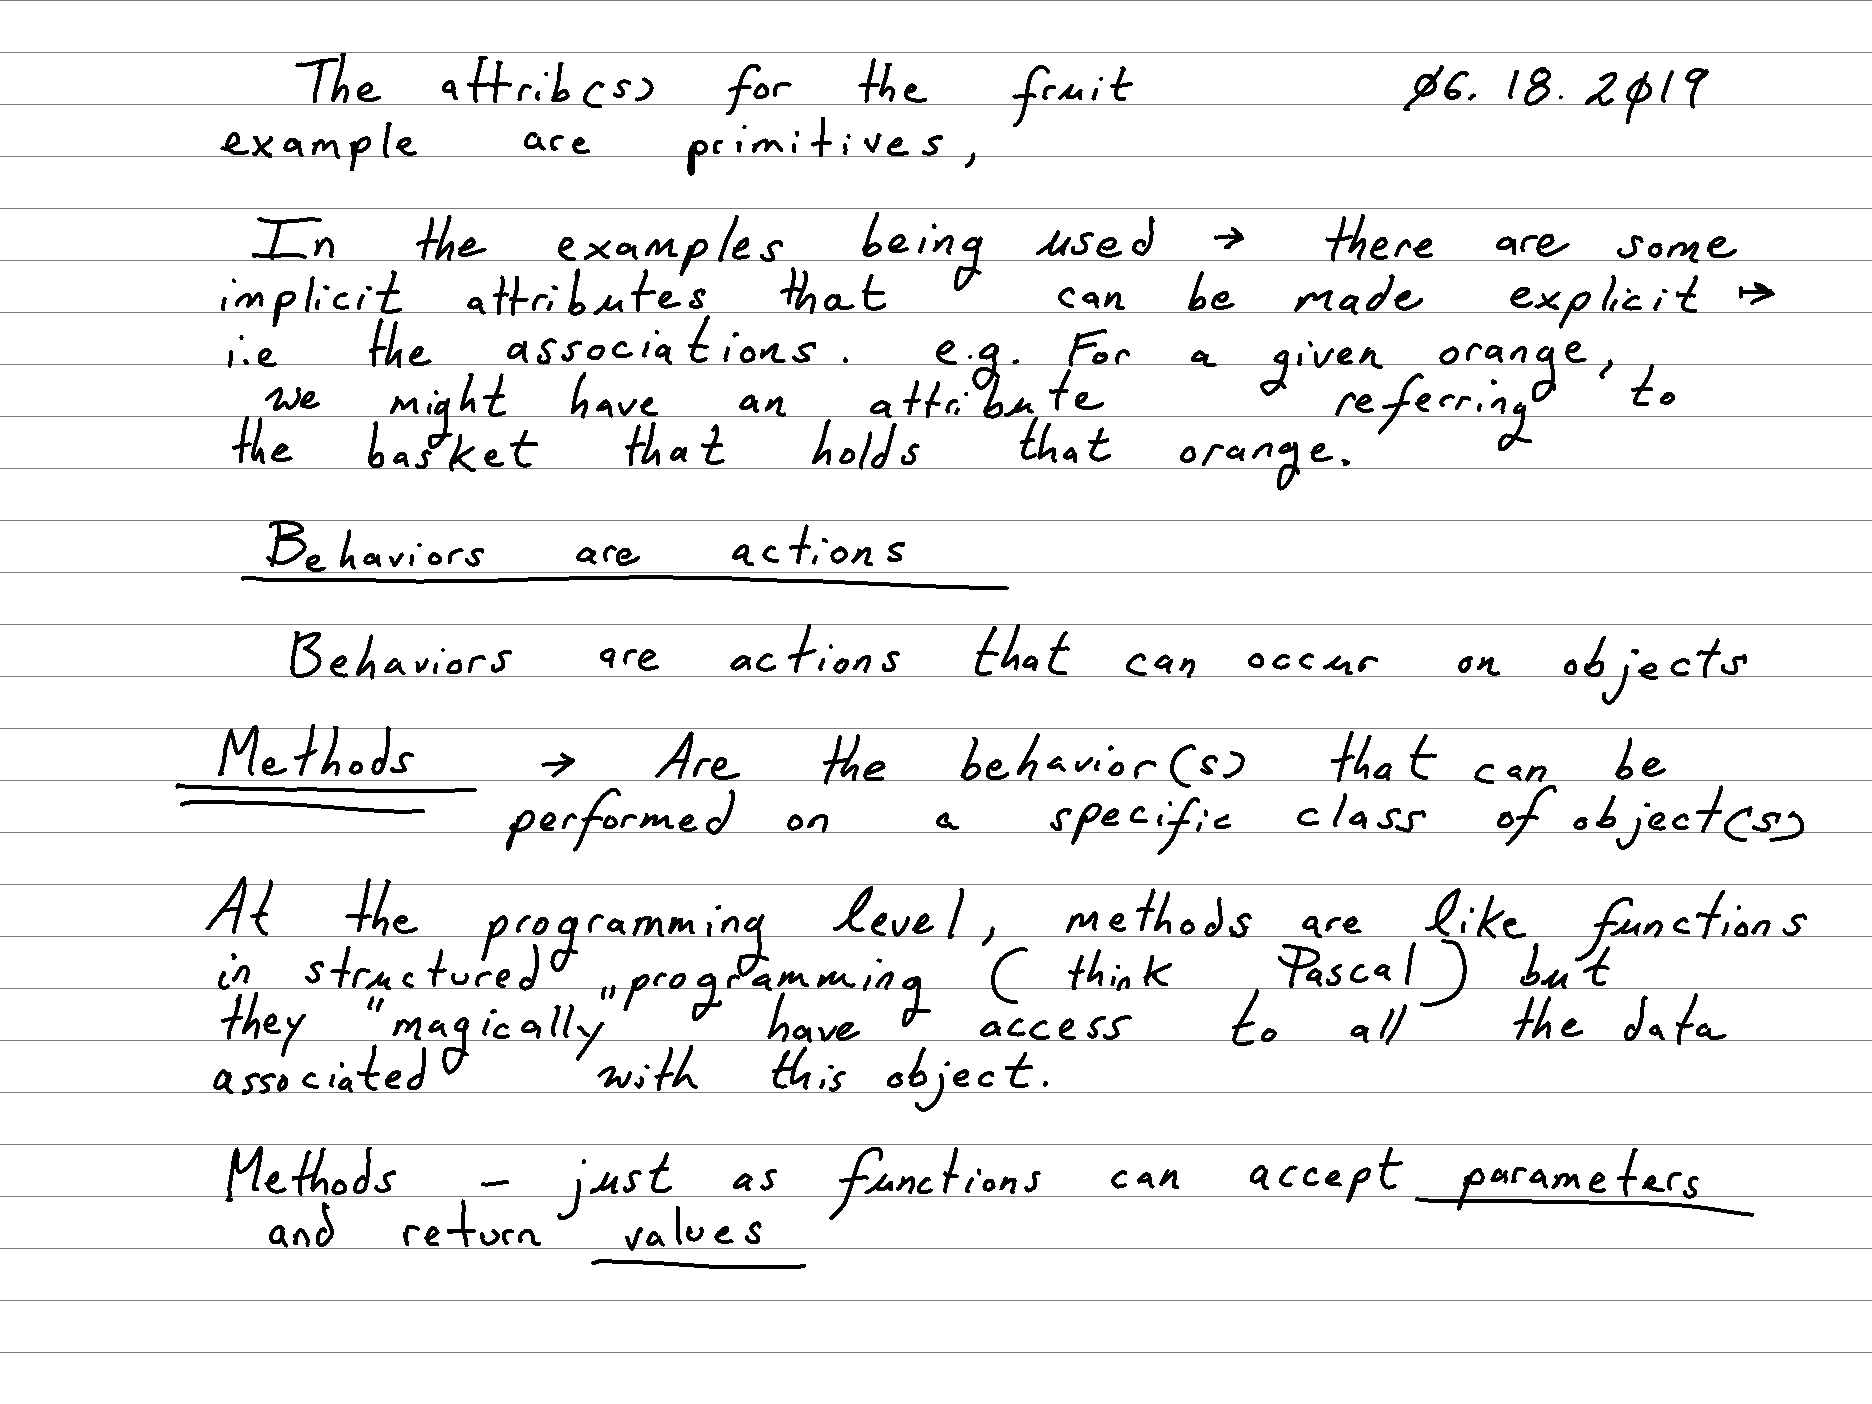 The attrib(s) for the fruit ø6. 18. 2ø19
example are primitives,
In the examples being used → there are some
implicit attributes that can be made explicit ↦
i.e the associations. e.g. For a given orange,
we might have an attribute referring to
the basket that holds that orange.
Behaviors are actions
Behaviors are actions that can occur on objects
Methods → Are the behavior(s) that can be
performed on a specific class of object(s)
At the programming level, methods are like functions
in structured programming (think Pascal) but
they "magically" have access to all the data
associated with this object.
Methods – just as functions can accept parameters
and return values